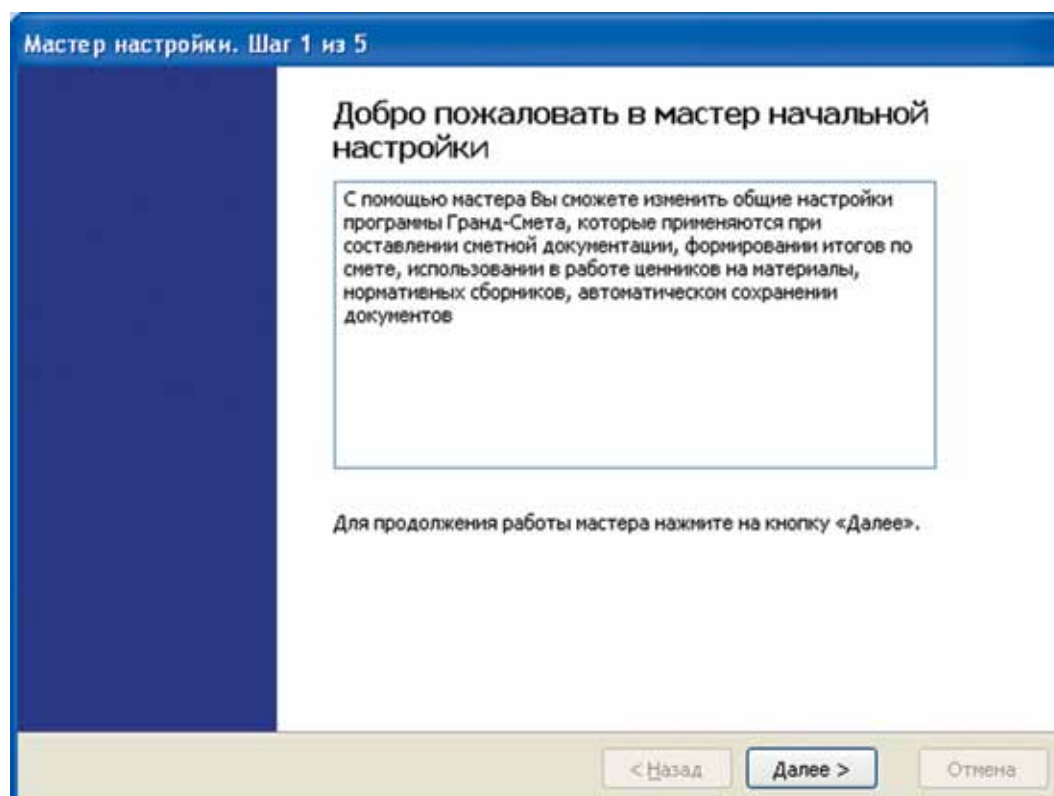 Мастер настройки. Шаг 1 из 5
Добро пожаловать в мастер начальной
настройки
С помощью мастера Вы сможете изменить общие настройки
программы Гранд-Смета, которые применяются при
составлении сметной документации, формировании итогов по
смете, использовании в работе ценников на материалы,
нормативных сборников, автоматическом сохранении
документов
Для продолжения работы мастера нажмите на кнопку «Далее».
< Назад Далее > Отмена